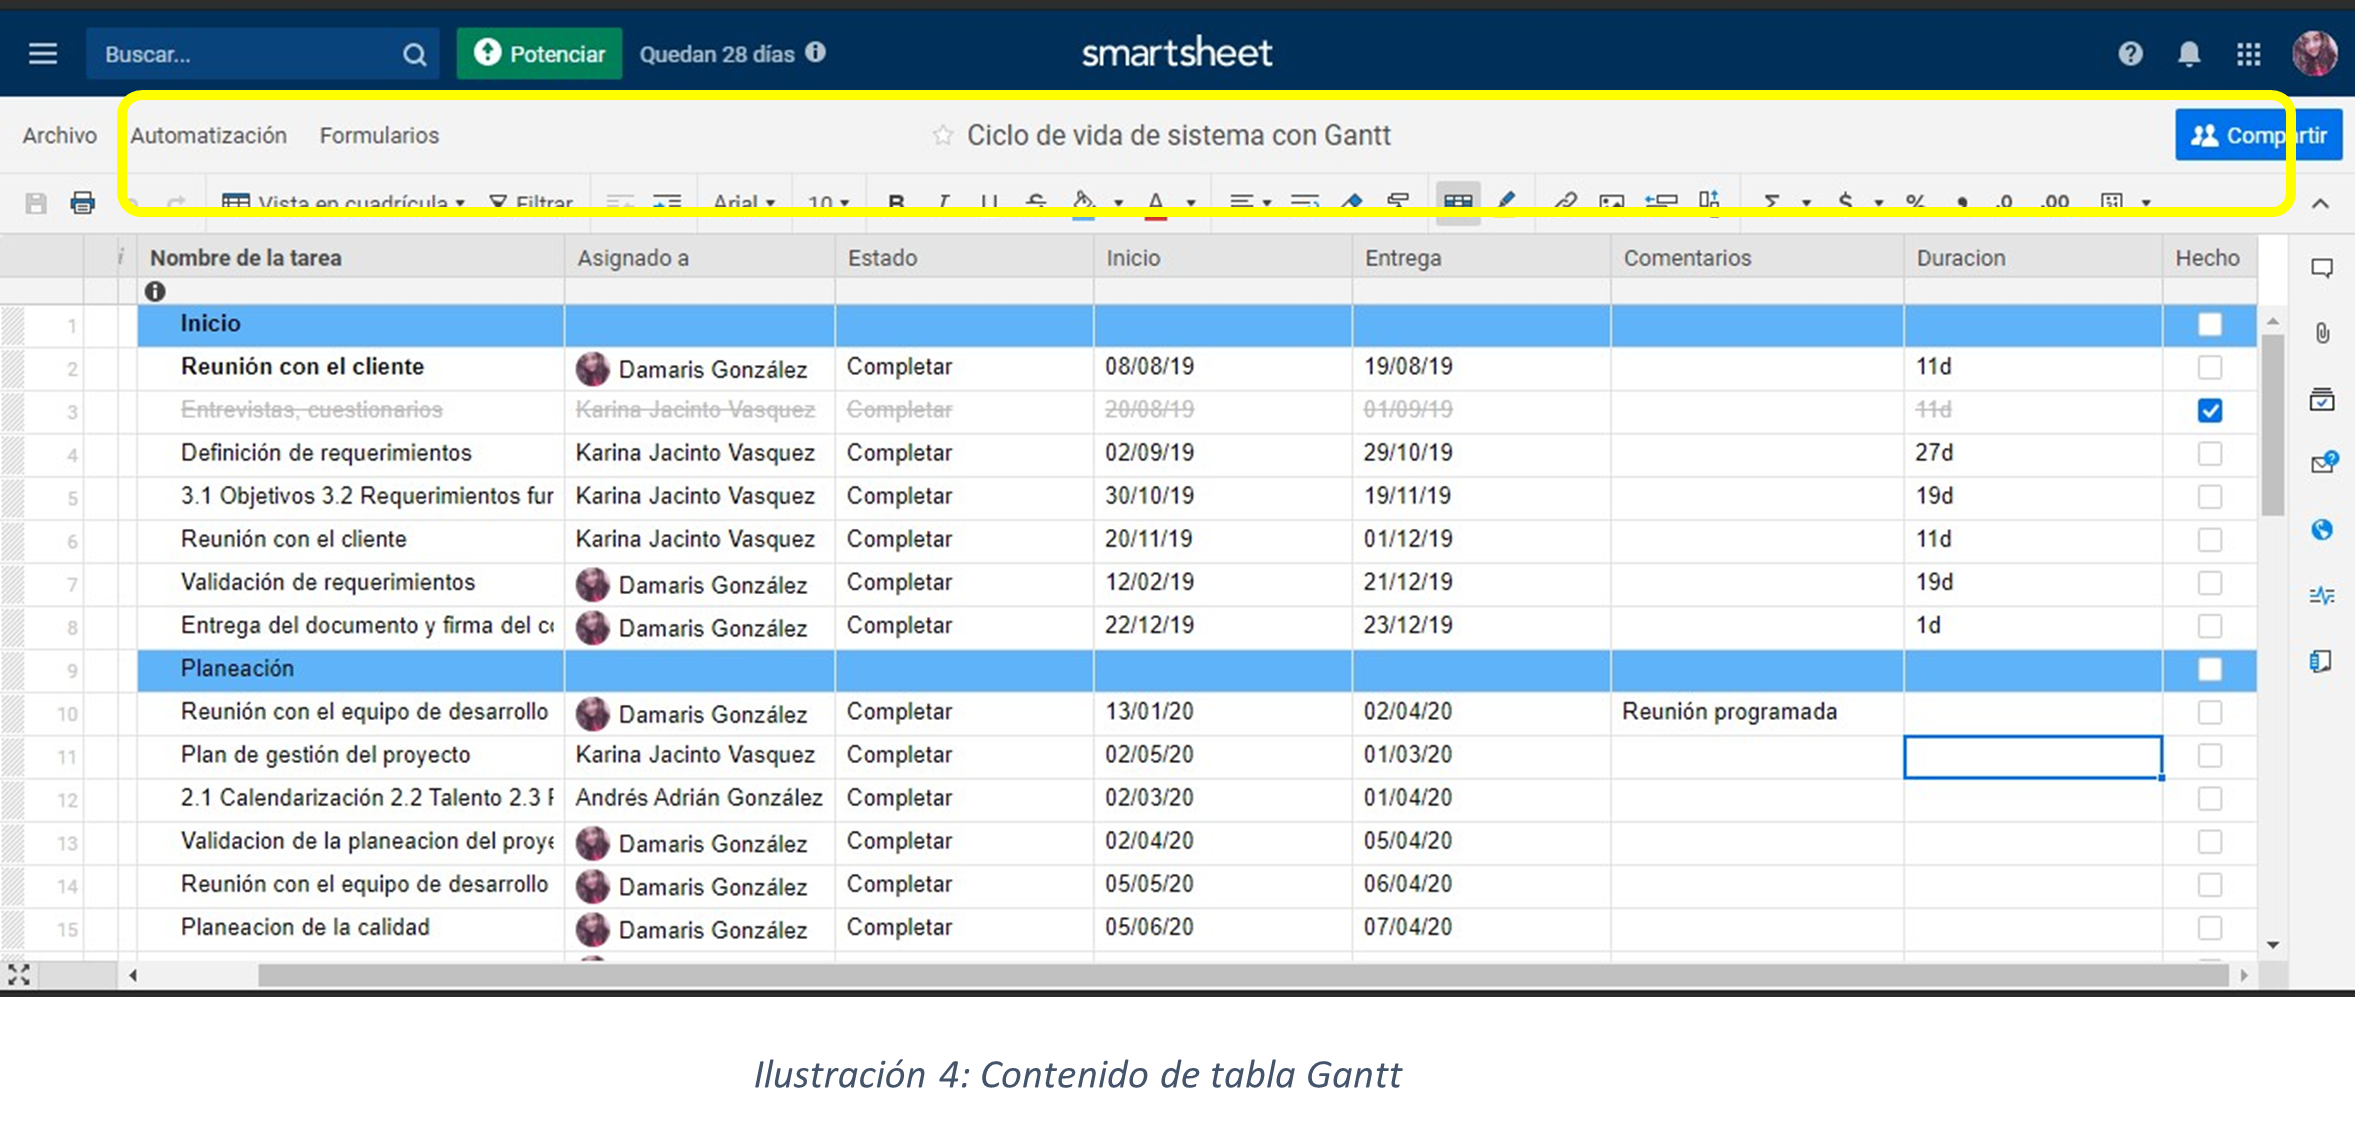 Buscar... Potenciar Quedan 28 días smartsheet
Archivo Automatización Formularios Ciclo de vida de sistema con Gantt Compartir
Vista en cuadrícula Filtrar Arial 10 B I U S A Σ $ % , .0 .00
Nombre de la tarea Asignado a Estado Inicio Entrega Comentarios Duracion Hecho
1 Inicio
2 Reunión con el cliente Damaris González Completar 08/08/19 19/08/19 11d
3 Entrevistas, cuestionarios Karina Jacinto Vasquez Completar 20/08/19 01/09/19 11d
4 Definición de requerimientos Karina Jacinto Vasquez Completar 02/09/19 29/10/19 27d
5 3.1 Objetivos 3.2 Requerimientos fur Karina Jacinto Vasquez Completar 30/10/19 19/11/19 19d
6 Reunión con el cliente Karina Jacinto Vasquez Completar 20/11/19 01/12/19 11d
7 Validación de requerimientos Damaris González Completar 12/02/19 21/12/19 19d
8 Entrega del documento y firma del Damaris González Completar 22/12/19 23/12/19 1d
9 Planeación
10 Reunión con el equipo de desarrollo Damaris González Completar 13/01/20 02/04/20 Reunión programada
11 Plan de gestión del proyecto Karina Jacinto Vasquez Completar 02/05/20 01/03/20
12 2.1 Calendarización 2.2 Talento 2.3 Andrés Adrián González Completar 02/03/20 01/04/20
13 Validacion de la planeacion del Damaris González Completar 02/04/20 05/04/20
14 Reunión con el equipo de desarrollo Damaris González Completar 05/05/20 06/04/20
15 Planeacion de la calidad Damaris González Completar 05/06/20 07/04/20
Ilustración 4: Contenido de tabla Gantt